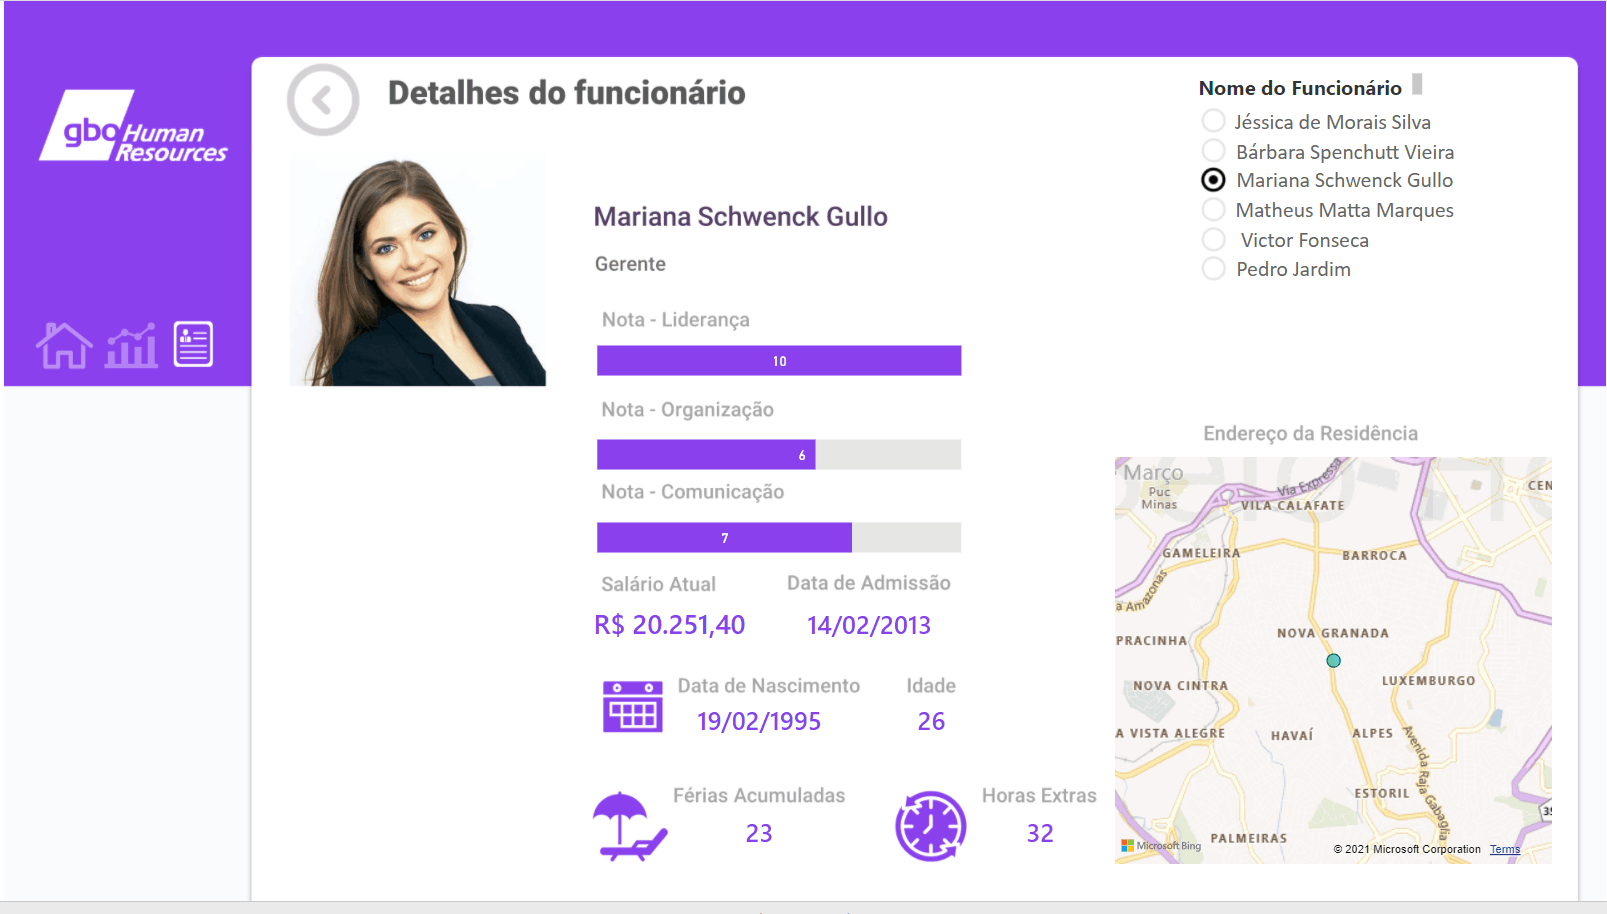 gbo Human
Resources
Detalhes do funcionário
Nome do Funcionário
Jéssica de Morais Silva
Bárbara Spenchutt Vieira
Mariana Schwenck Gullo
Matheus Matta Marques
Victor Fonseca
Pedro Jardim
Mariana Schwenck Gullo
Gerente
Nota - Liderança
10
Nota - Organização
6
Nota - Comunicação
7
Salário Atual
Data de Admissão
R$ 20.251,40
14/02/2013
Data de Nascimento
Idade
19/02/1995
26
Férias Acumuladas
Horas Extras
23
32
Endereço da Residência
Março
Puc
Minas
Via Expressa
CEN
VILA CALAFATE
GAMELEIRA
BARROCA
a Amazonas
PRACINHA
NOVA GRANADA
NOVA CINTRA
LUXEMBURGO
A VISTA ALEGRE
HAVAÍ
ALPES
Avenida Raja Gabaglia
ESTORIL
35
PALMEIRAS
Microsoft Bing
© 2021 Microsoft Corporation Terms